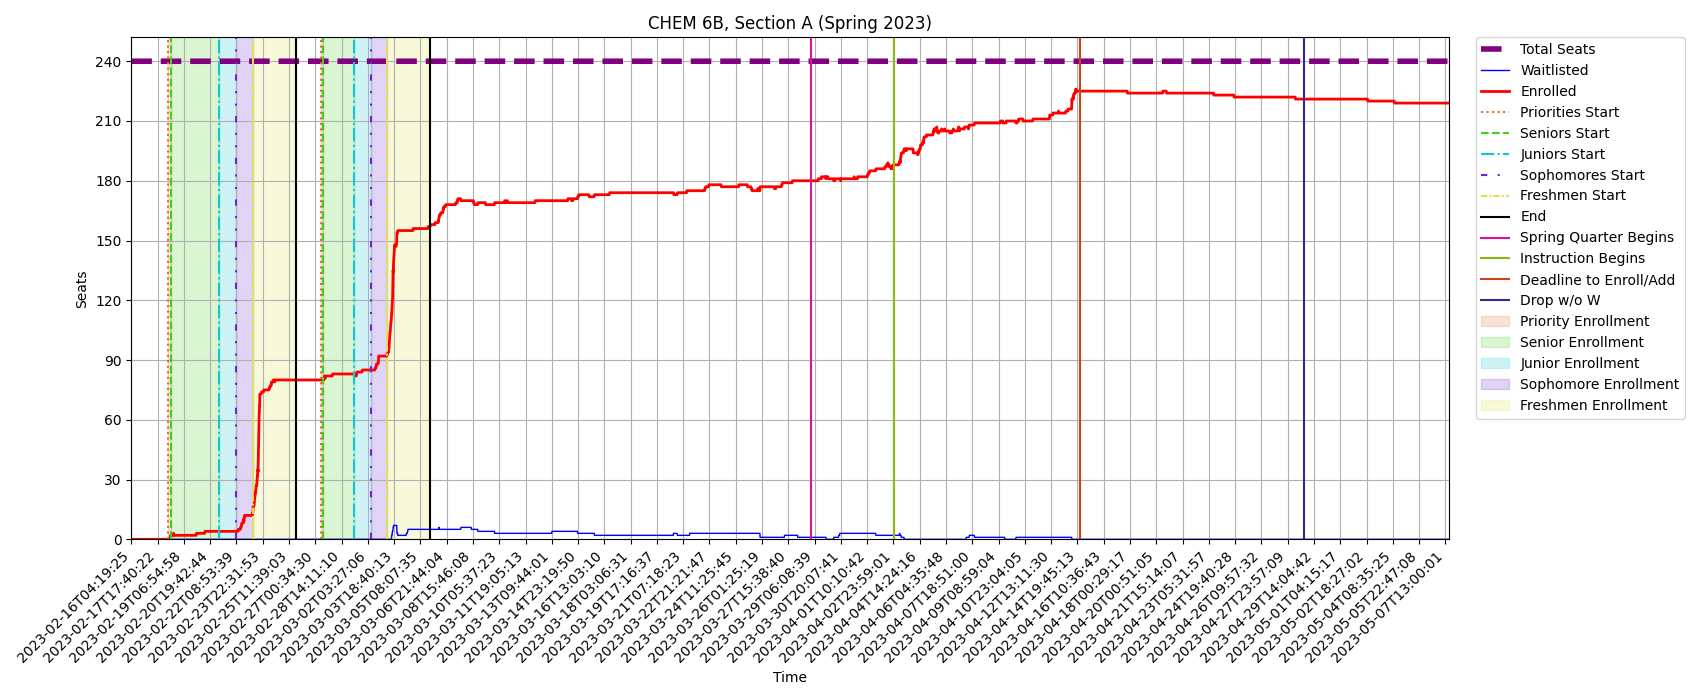 CHEM 6B, Section A (Spring 2023)
Seats
240
210
180
150
120
90
60
30
0
2023-02-16T04:19:25
2023-02-17T17:40:22
2023-02-19T06:54:58
2023-02-20T19:42:44
2023-02-22T08:53:39
2023-02-23T22:31:53
2023-02-25T11:39:03
2023-02-27T00:34:30
2023-02-28T14:11:10
2023-03-02T03:27:06
2023-03-03T18:40:13
2023-03-05T08:07:35
2023-03-06T21:44:04
2023-03-08T15:46:08
2023-03-10T05:37:23
2023-03-11T19:05:13
2023-03-13T09:44:01
2023-03-14T23:19:50
2023-03-16T13:03:10
2023-03-18T03:06:31
2023-03-19T17:16:37
2023-03-21T07:18:23
2023-03-22T21:21:47
2023-03-24T11:25:45
2023-03-26T01:25:19
2023-03-27T15:38:40
2023-03-29T06:08:39
2023-03-30T20:07:41
2023-04-01T10:10:42
2023-04-02T23:59:01
2023-04-04T14:24:16
2023-04-06T04:35:48
2023-04-07T18:51:00
2023-04-09T08:59:04
2023-04-10T23:04:05
2023-04-12T13:11:30
2023-04-14T19:45:13
2023-04-16T10:36:43
2023-04-18T00:29:17
2023-04-20T00:51:05
2023-04-21T15:14:07
2023-04-23T05:31:57
2023-04-24T19:40:28
2023-04-26T09:57:32
2023-04-27T23:57:09
2023-04-29T14:04:42
2023-05-01T04:15:17
2023-05-02T18:27:02
2023-05-04T08:35:25
2023-05-05T22:47:08
2023-05-07T13:00:01
Time
Total Seats
Waitlisted
Enrolled
Priorities Start
Seniors Start
Juniors Start
Sophomores Start
Freshmen Start
End
Spring Quarter Begins
Instruction Begins
Deadline to Enroll/Add
Drop w/o W
Priority Enrollment
Senior Enrollment
Junior Enrollment
Sophomore Enrollment
Freshmen Enrollment